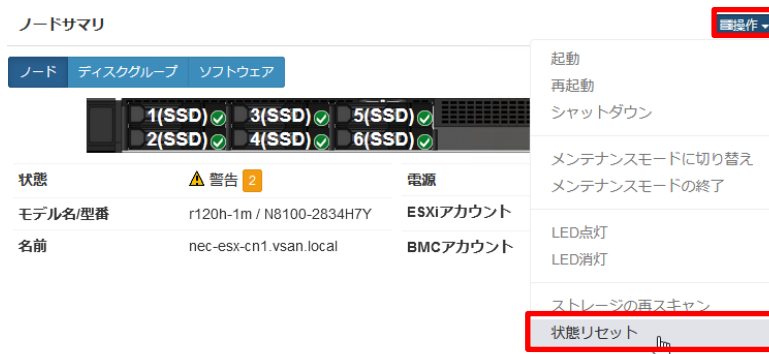 ノードサマリ
操作
ノード ディスクグループ ソフトウェア
1(SSD) 3(SSD) 5(SSD)
2(SSD) 4(SSD) 6(SSD)
状態 警告 2 電源
モデル名/型番 r120h-1m / N8100-2834H7Y ESXiアカウント
名前 nec-esx-cn1.vsan.local BMCアカウント
起動
再起動
シャットダウン
メンテナンスモードに切り替え
メンテナンスモードの終了
LED点灯
LED消灯
ストレージの再スキャン
状態リセット